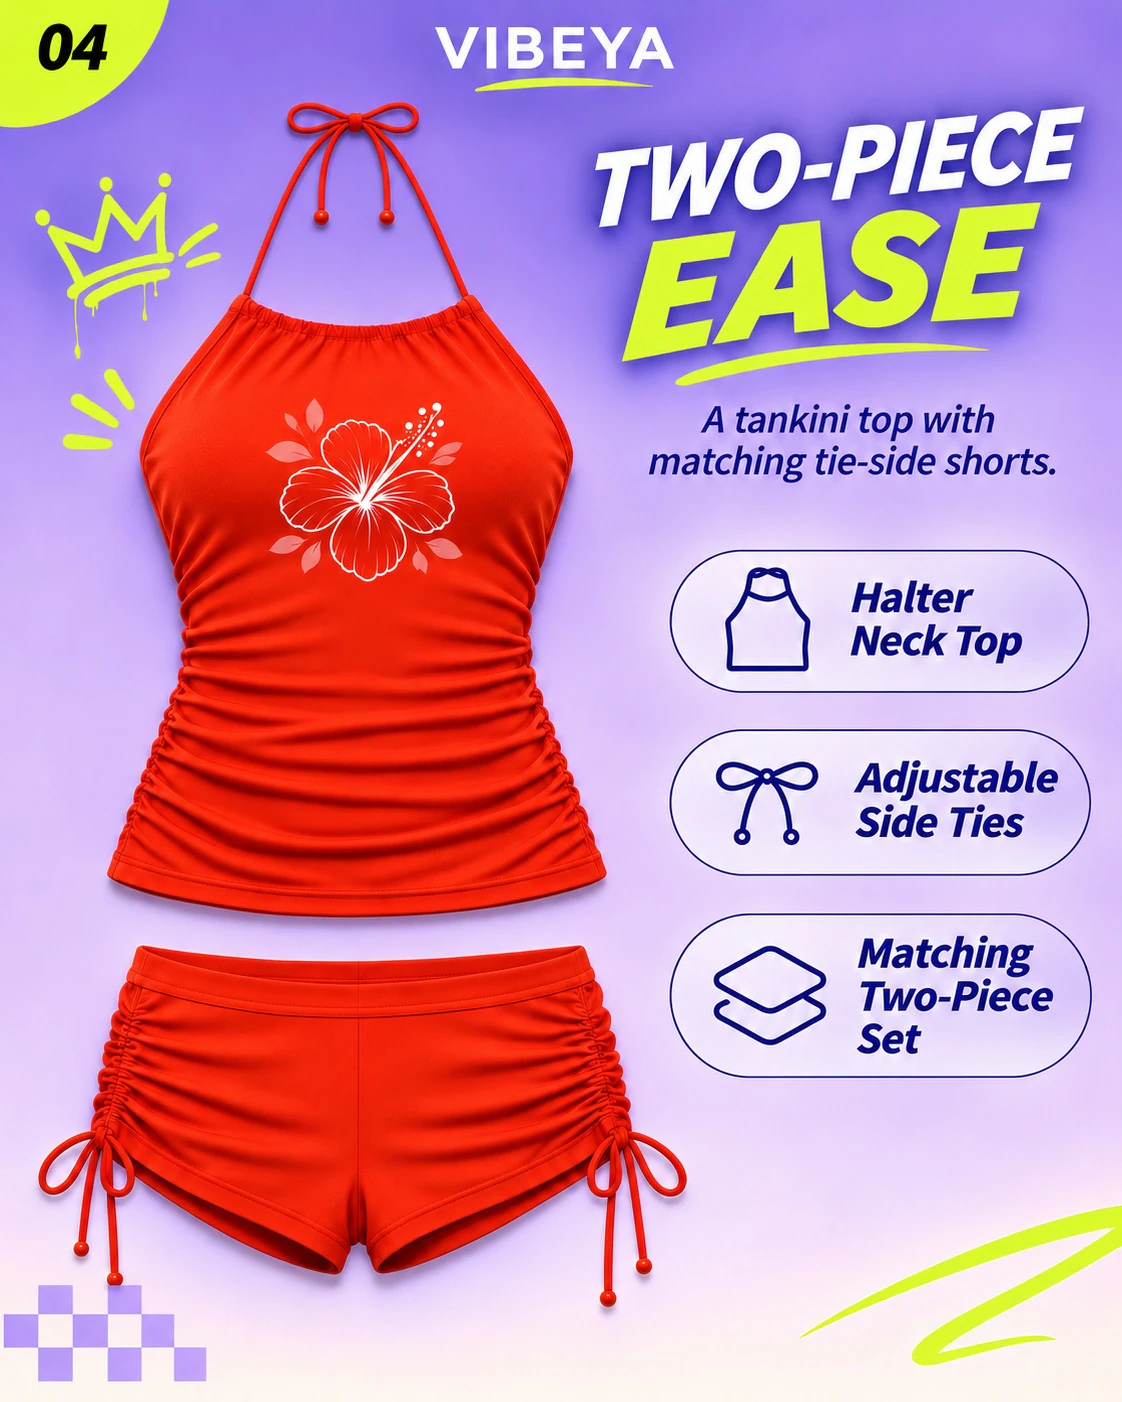 04
VIBEYA
TWO-PIECE
EASE
A tankini top with
matching tie-side shorts.
Halter
Neck Top
Adjustable
Side Ties
Matching
Two-Piece
Set